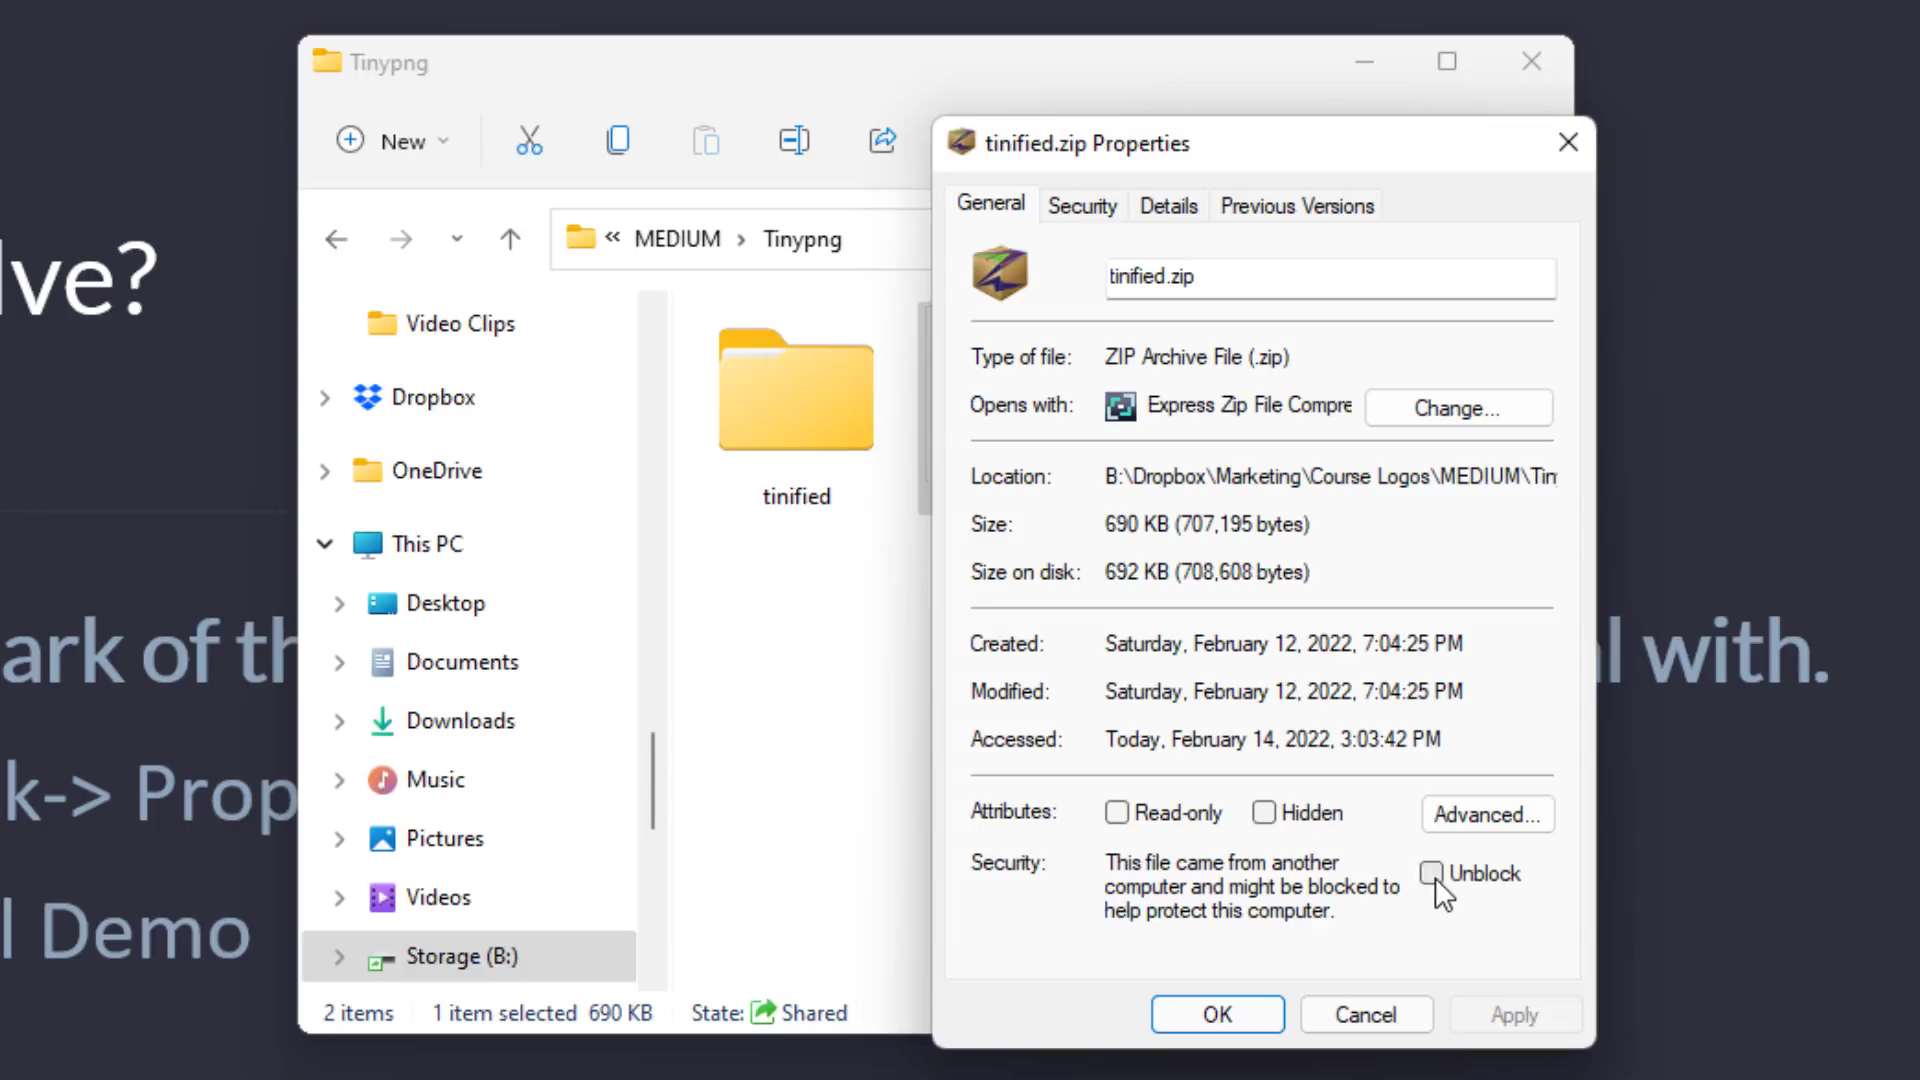 lve?
ark of th
l with.
k-> Prop
l Demo
Tinypng
New
MEDIUM > Tinypng
Video Clips
Dropbox
OneDrive
This PC
Desktop
Documents
Downloads
Music
Pictures
Videos
Storage (B:)
tinified
2 items
1 item selected 690 KB
State: Shared
tinified.zip Properties
General
Security
Details
Previous Versions
tinified.zip
Type of file: ZIP Archive File (.zip)
Opens with: Express Zip File Compre
Change...
Location: B:\Dropbox\Marketing\Course Logos\MEDIUM\Tin
Size: 690 KB (707,195 bytes)
Size on disk: 692 KB (708,608 bytes)
Created: Saturday, February 12, 2022, 7:04:25 PM
Modified: Saturday, February 12, 2022, 7:04:25 PM
Accessed: Today, February 14, 2022, 3:03:42 PM
Attributes: Read-only Hidden
Advanced...
Security: This file came from another
computer and might be blocked to
help protect this computer.
Unblock
OK
Cancel
Apply